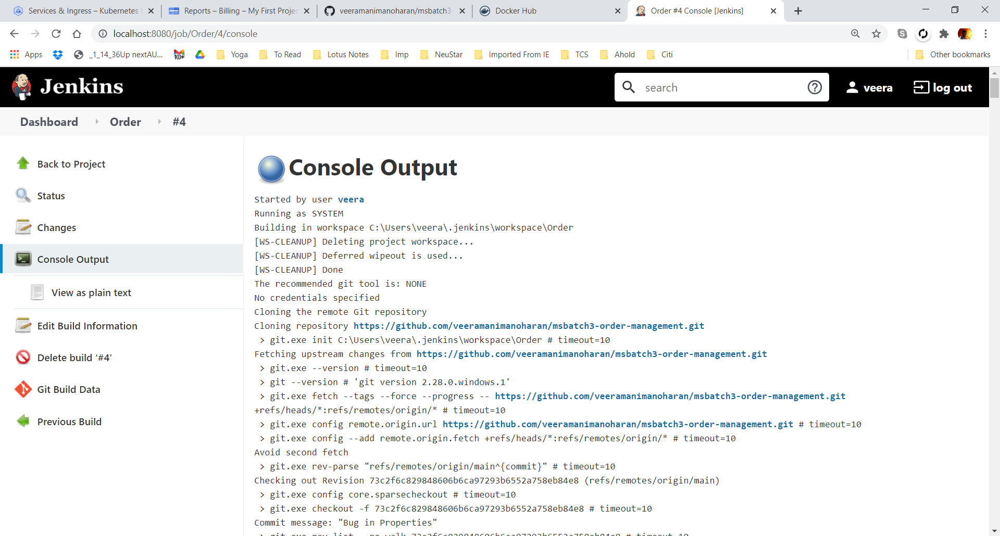 Services & Ingress – Kubernetes E
Reports – Billing – My First Projec
veeramanimanoharan/msbatch3-
Docker Hub
Order #4 Console [Jenkins]
localhost:8080/job/Order/4/console
Apps
_1_14_36Up nextAU...
100+
Yoga
To Read
Lotus Notes
Imp
NeuStar
Imported From IE
TCS
Ahold
Citi
Other bookmarks
Jenkins
search
veera
log out
Dashboard
Order
#4
Back to Project
Status
Changes
Console Output
View as plain text
Edit Build Information
Delete build ‘#4’
Git Build Data
Previous Build
Console Output
Started by user veera
Running as SYSTEM
Building in workspace C:\Users\veera\.jenkins\workspace\Order
[WS-CLEANUP] Deleting project workspace...
[WS-CLEANUP] Deferred wipeout is used...
[WS-CLEANUP] Done
The recommended git tool is: NONE
No credentials specified
Cloning the remote Git repository
Cloning repository https://github.com/veeramanimanoharan/msbatch3-order-management.git
> git.exe init C:\Users\veera\.jenkins\workspace\Order # timeout=10
Fetching upstream changes from https://github.com/veeramanimanoharan/msbatch3-order-management.git
> git.exe --version # timeout=10
> git --version # 'git version 2.28.0.windows.1'
> git.exe fetch --tags --force --progress -- https://github.com/veeramanimanoharan/msbatch3-order-management.git
+refs/heads/*:refs/remotes/origin/* # timeout=10
> git.exe config remote.origin.url https://github.com/veeramanimanoharan/msbatch3-order-management.git # timeout=10
> git.exe config --add remote.origin.fetch +refs/heads/*:refs/remotes/origin/* # timeout=10
Avoid second fetch
> git.exe rev-parse "refs/remotes/origin/main^{commit}" # timeout=10
Checking out Revision 73c2f6c829848606b6ca97293b6552a758eb84e8 (refs/remotes/origin/main)
> git.exe config core.sparsecheckout # timeout=10
> git.exe checkout -f 73c2f6c829848606b6ca97293b6552a758eb84e8 # timeout=10
Commit message: "Bug in Properties"
> git.exe rev-list --no-walk 73c2f6c829848606b6ca97293b6552a758eb84e8 # timeout=10